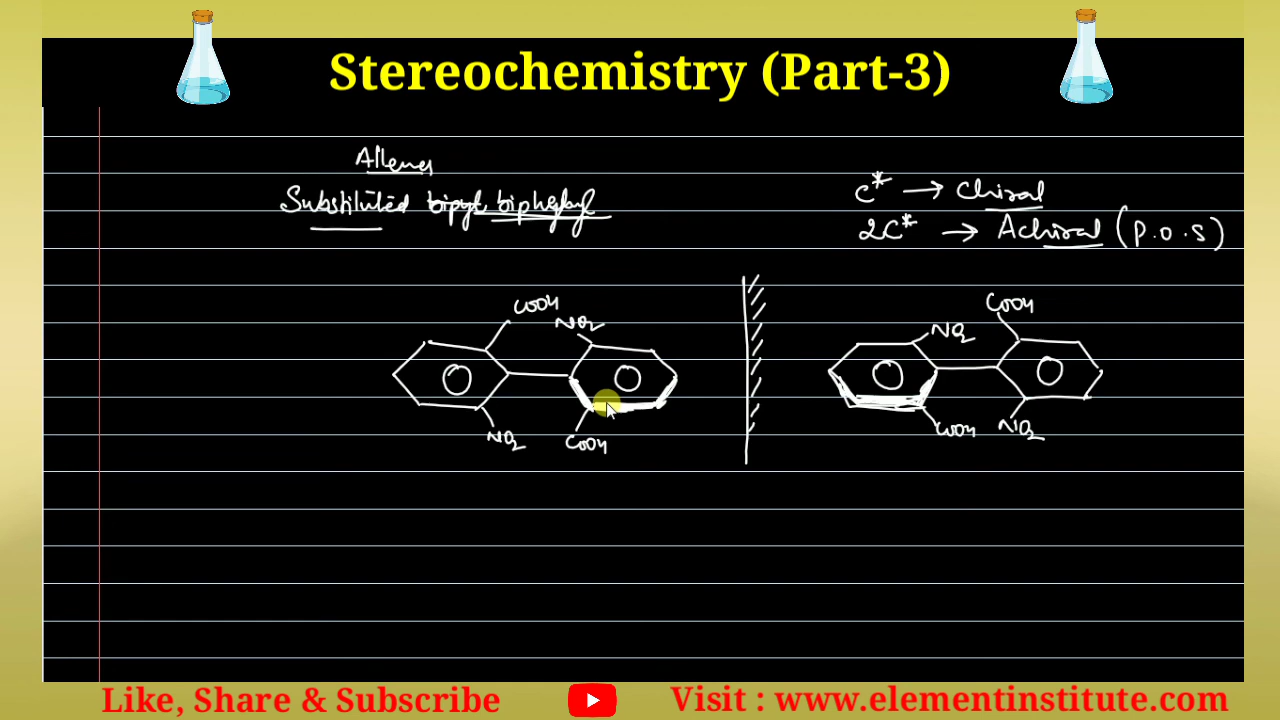 Stereochemistry (Part-3)
Allenes
Substituted bipyl, biphenyl
C* → Chiral
2C* → Achiral (P.O.S)
COOH
NO2
NO2
COOH
NO2
COOH
COOH
NO2
Like, Share & Subscribe
Visit : www.elementinstitute.com